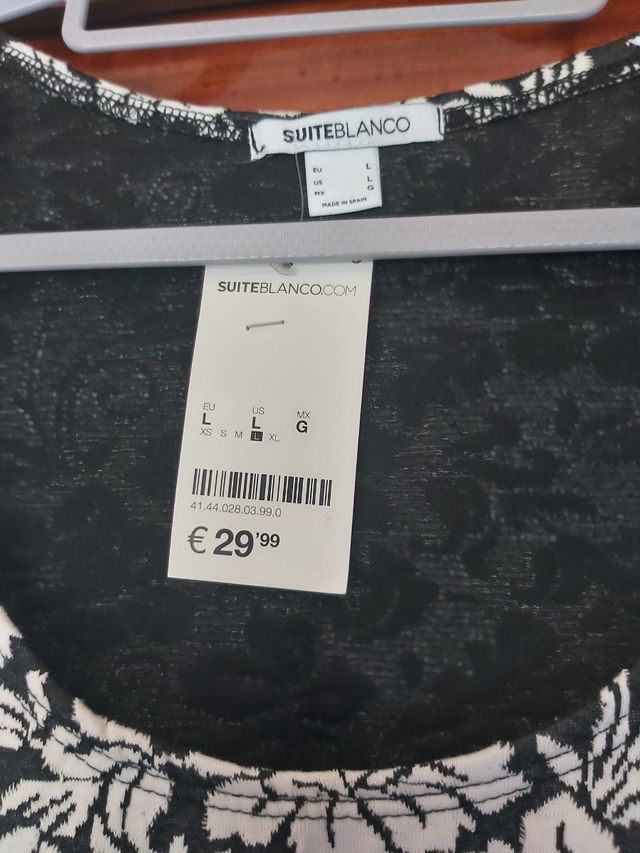 SUITEBLANCO
EU L
US L
MX G
MADE IN SPAIN
SUITEBLANCO.COM
EU US MX
L L G
XS S M L XL
41.44.028.03.99.0
€ 29'99